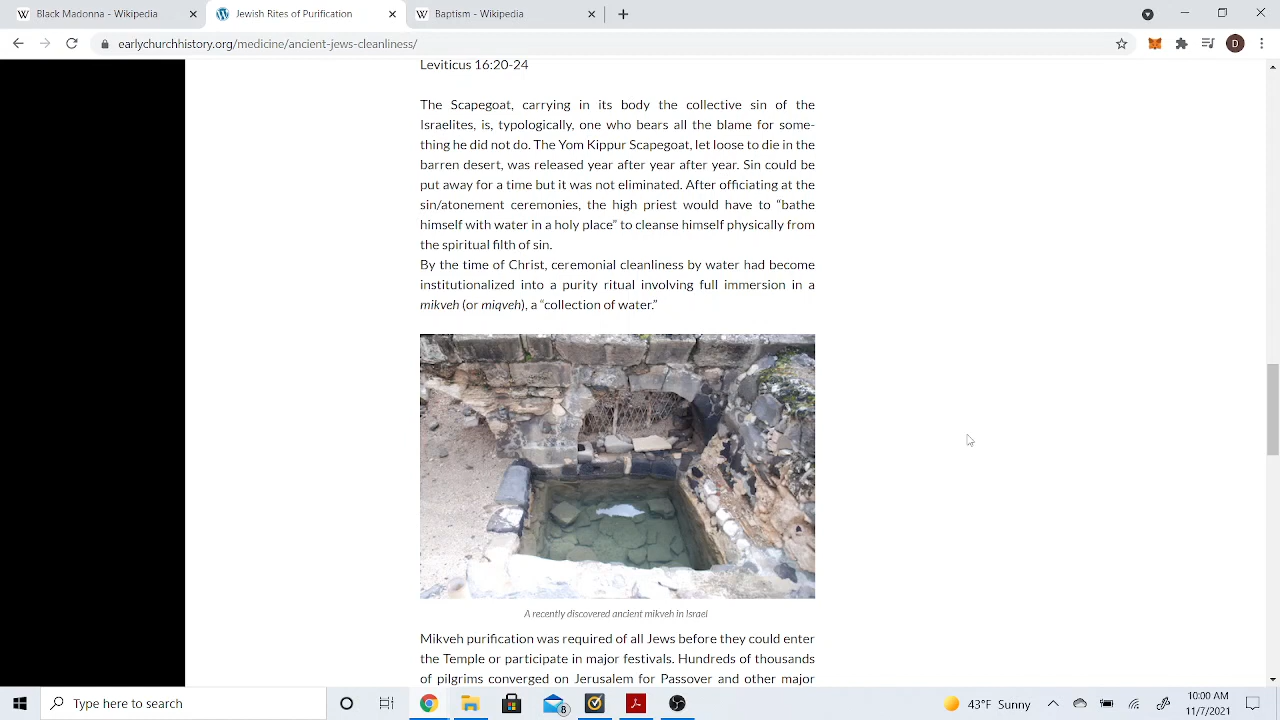 Black Madonna - Wikipedia
Jewish Rites of Purification
Baptism - Wikipedia
earlychurchhistory.org/medicine/ancient-jews-cleanliness/
D
Leviticus 16:20-24
The Scapegoat, carrying in its body the collective sin of the
Israelites, is, typologically, one who bears all the blame for some-
thing he did not do. The Yom Kippur Scapegoat, let loose to die in the
barren desert, was released year after year after year. Sin could be
put away for a time but it was not eliminated. After officiating at the
sin/atonement ceremonies, the high priest would have to “bathe
himself with water in a holy place” to cleanse himself physically from
the spiritual filth of sin.
By the time of Christ, ceremonial cleanliness by water had become
institutionalized into a purity ritual involving full immersion in a
mikveh (or miqveh), a “collection of water.”
A recently discovered ancient mikveh in Israel
Mikveh purification was required of all Jews before they could enter
the Temple or participate in major festivals. Hundreds of thousands
of pilgrims converged on Jerusalem for Passover and other major
Type here to search
8
43°F Sunny
10:00 AM
11/7/2021